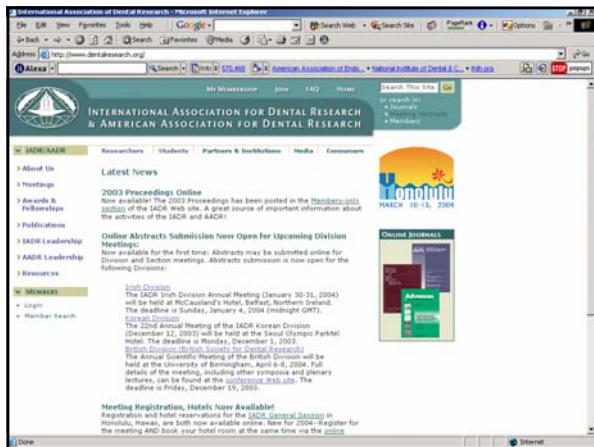 International Association of Dental Research - Microsoft Internet Explorer
File Edit View Favorites Tools Help
Google Search Web Search Site PageRank Options
Back Search Favorites Media
Address http://www.dentalresearch.org/ Go
Alexa Search Info 570,468 American Association of Endo... National Institute of Dental & C... fdih.org STOP popups
My Membership Join FAQ Home
Search This Site Go
or search in:
Journals
Meeting Abstracts
Members
International Association for Dental Research
& American Association for Dental Research
IADR/AADR
Researchers Students Partners & Institutions Media Consumers
About Us
Meetings
Awards & Fellowships
Publications
IADR Leadership
AADR Leadership
Resources
Members
Login
Member Search
Latest News
2003 Proceedings Online
Now available! The 2003 Proceedings has been posted in the Members-only
section of the IADR Web site. A great source of important information about
the activities of the IADR and AADR!
Online Abstracts Submission Now Open for Upcoming Division
Meetings:
Now available for the first time: Abstracts may be submitted online for
Division and Section meetings. Abstracts submission is now open for the
following Divisions:
Irish Division
The IADR Irish Division Annual Meeting (January 30-31, 2004)
will be held at McCausland's Hotel, Belfast, Northern Ireland.
The deadline is Sunday, January 4, 2004 (midnight GMT).
Korean Division
The 22nd Annual Meeting of the IADR Korean Division
(December 12, 2003) will be held at the Seoul Olympic Parktel
Hotel. The deadline is Monday, December 1, 2003.
British Division (British Society for Dental Research)
The Annual Scientific Meeting of the British Division will be
held at the University of Birmingham, April 6-8, 2004. Full
details of the meeting, including other symposia and plenary
lectures, can be found at the conference Web site. The
deadline is Friday, December 19, 2003.
Meeting Registration, Hotels Now Available!
Registration and hotel reservations for the IADR General Session in
Honolulu, Hawaii, are both now available online. New for 2004--Register for
the meeting AND book your hotel room at the same time via the online
Honolulu
MARCH 10-13, 2004
Online Journals
Advances
Done
Internet